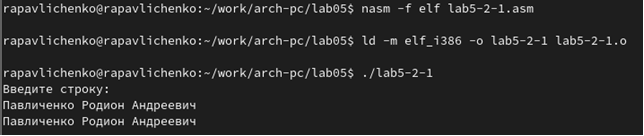 rapavlichenko@rapavlichenko:~/work/arch-pc/lab05$ nasm -f elf lab5-2-1.asm
rapavlichenko@rapavlichenko:~/work/arch-pc/lab05$ ld -m elf_i386 -o lab5-2-1 lab5-2-1.o
rapavlichenko@rapavlichenko:~/work/arch-pc/lab05$ ./lab5-2-1
Введите строку:
Павличенко Родион Андреевич
Павличенко Родион Андреевич